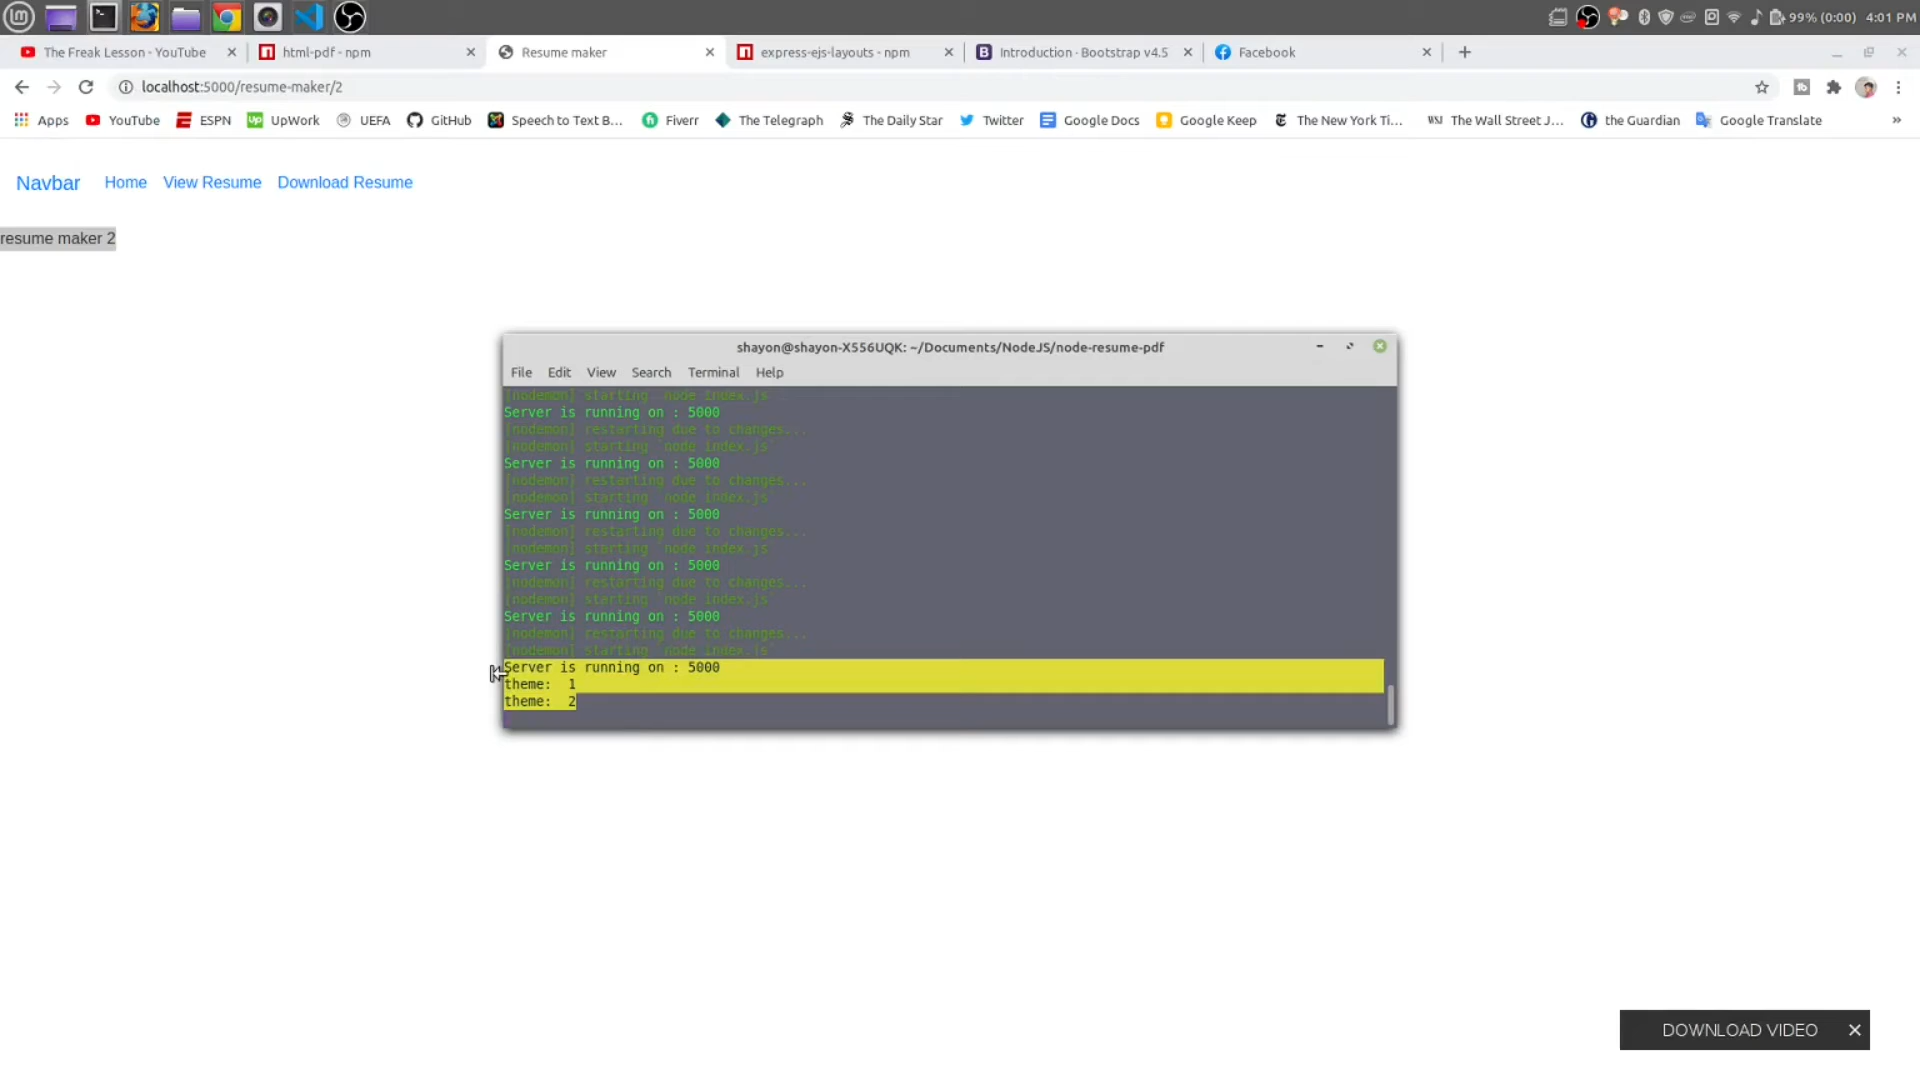 99% (0:00) 4:01 PM
The Freak Lesson - YouTube
html-pdf - npm
Resume maker
express-ejs-layouts - npm
Introduction · Bootstrap v4.5
Facebook
localhost:5000/resume-maker/2
Apps YouTube ESPN UpWork UEFA GitHub Speech to Text B... Fiverr The Telegraph The Daily Star Twitter Google Docs Google Keep The New York Ti... The Wall Street J... the Guardian Google Translate »
Navbar Home View Resume Download Resume
resume maker 2
shayon@shayon-X556UQK: ~/Documents/NodeJS/node-resume-pdf
File Edit View Search Terminal Help
[nodemon] starting `node index.js`
Server is running on : 5000
[nodemon] restarting due to changes...
[nodemon] starting `node index.js`
Server is running on : 5000
[nodemon] restarting due to changes...
[nodemon] starting `node index.js`
Server is running on : 5000
[nodemon] restarting due to changes...
[nodemon] starting `node index.js`
Server is running on : 5000
[nodemon] restarting due to changes...
[nodemon] starting `node index.js`
Server is running on : 5000
[nodemon] restarting due to changes...
[nodemon] starting `node index.js`
Server is running on : 5000
theme:  1
theme:  2
DOWNLOAD VIDEO ×